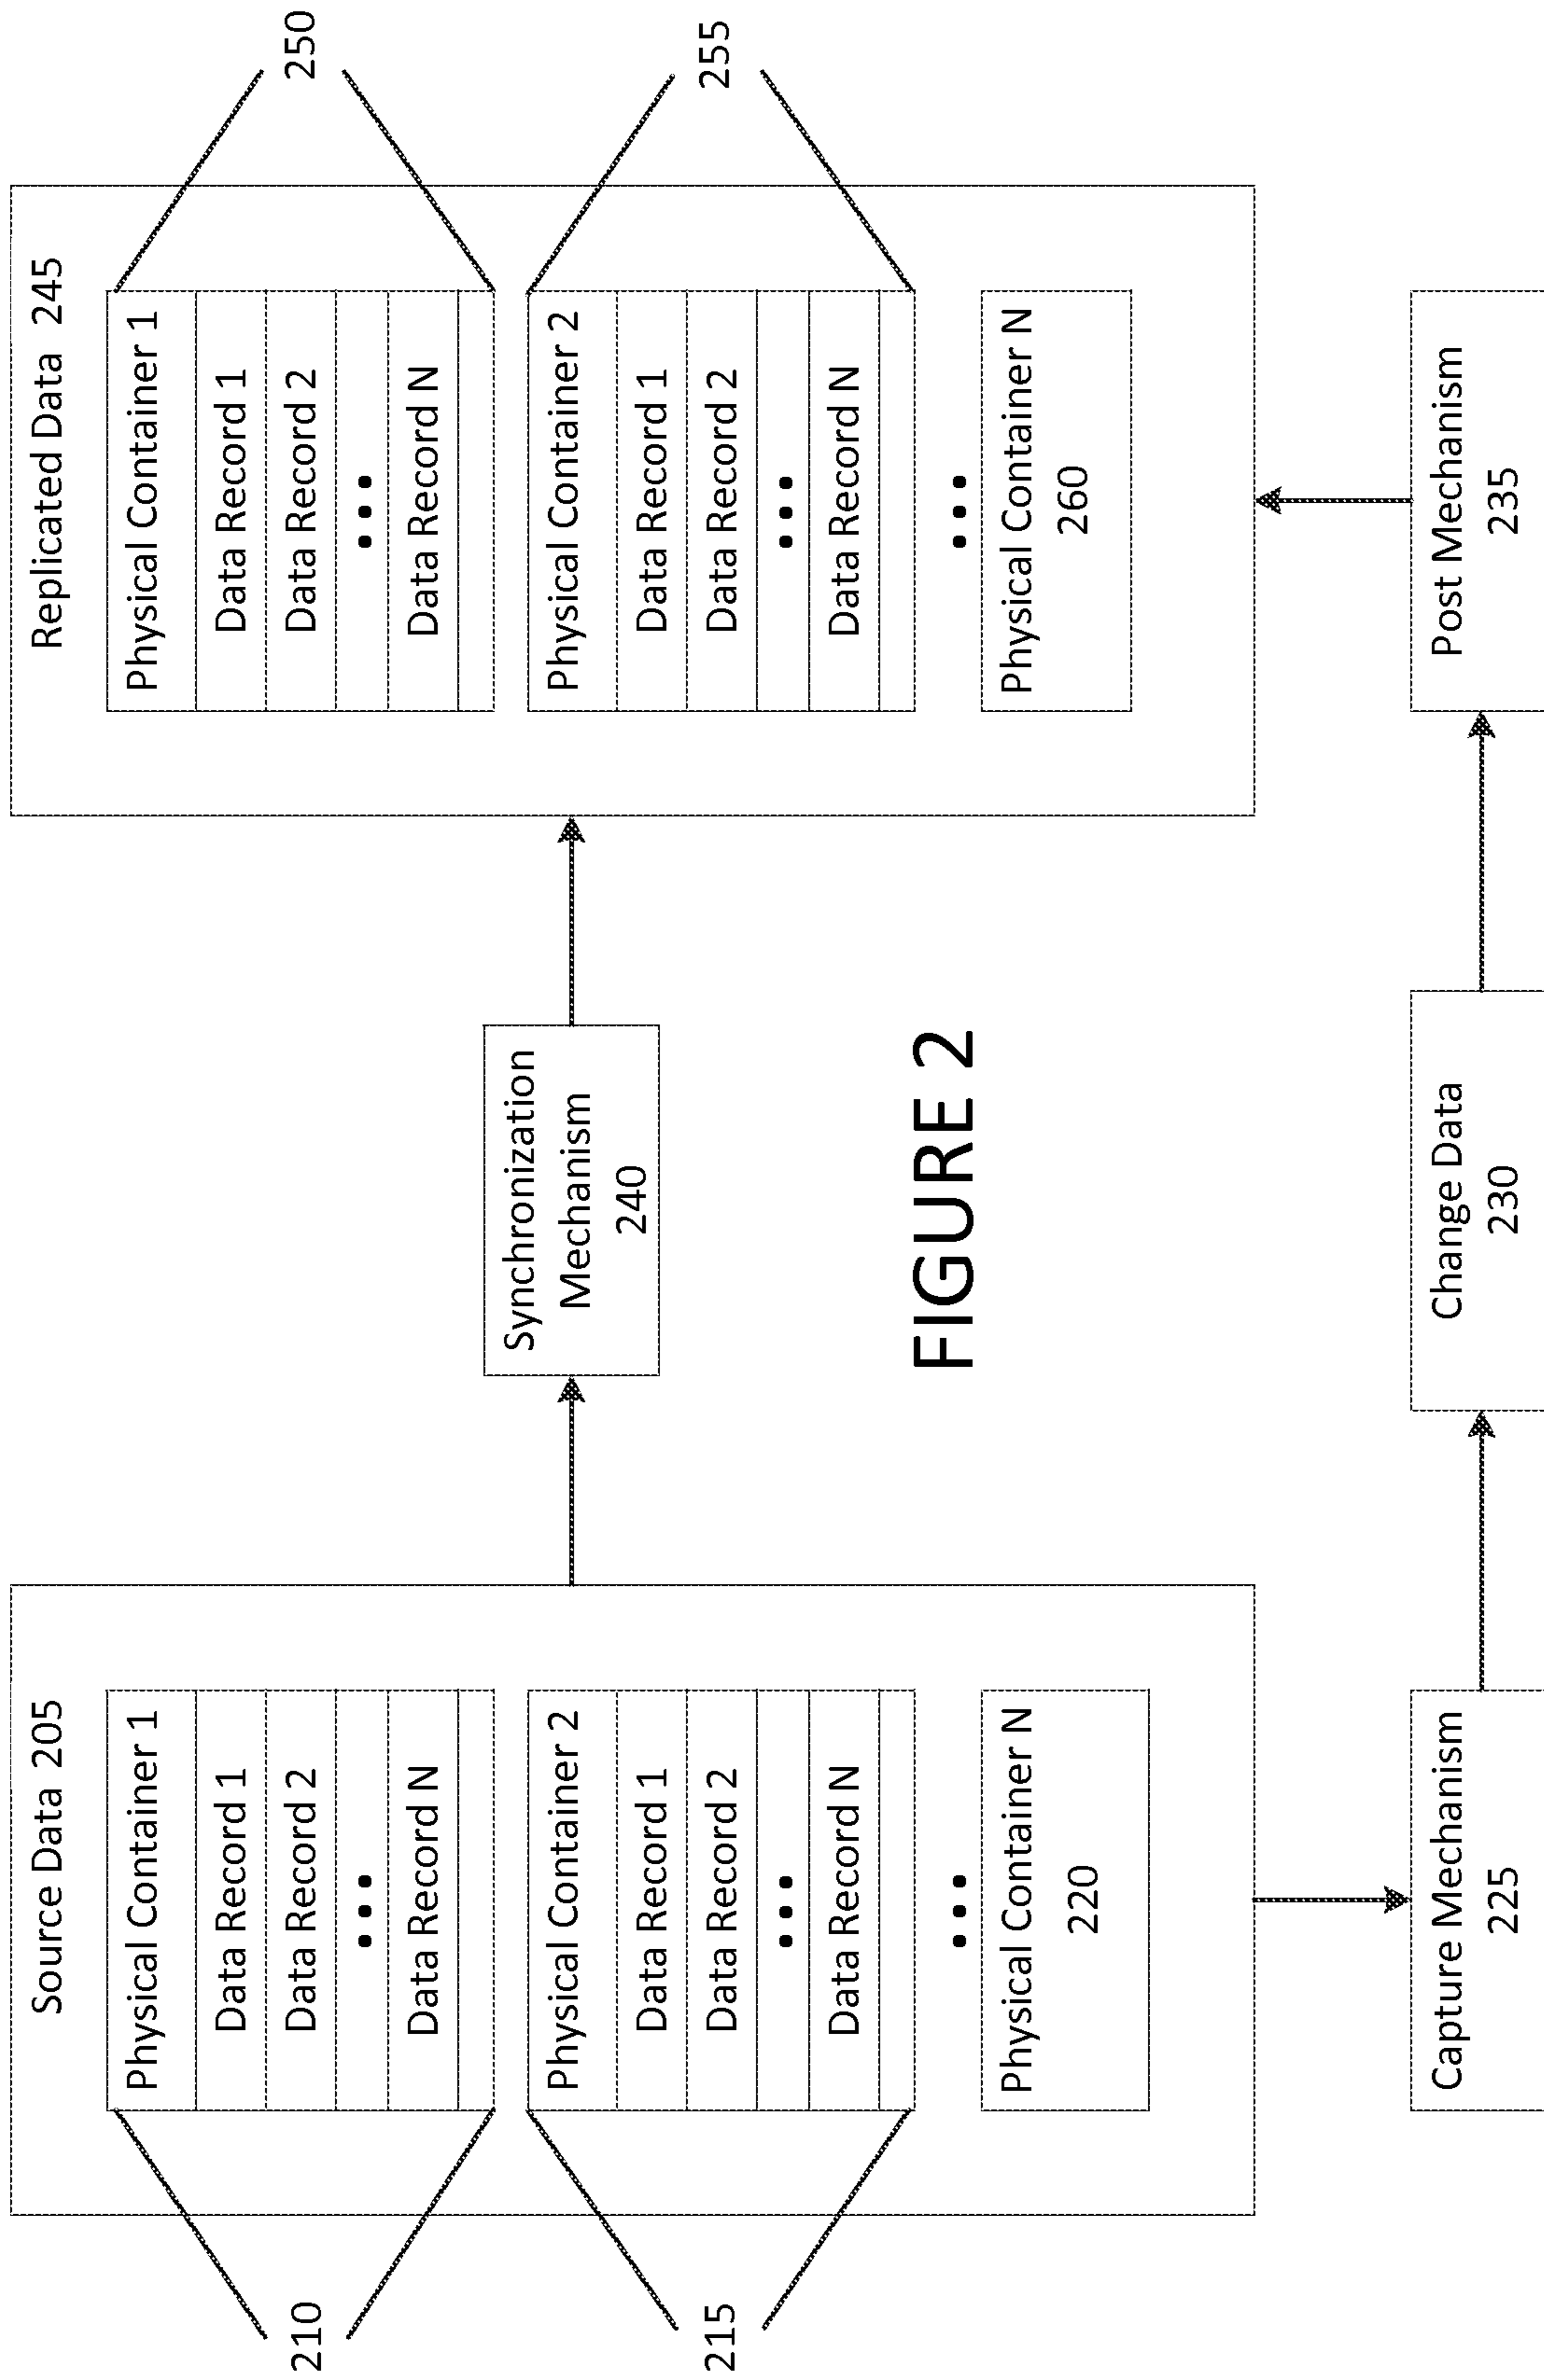 Source Data 205
Physical Container 1
Data Record 1
Data Record 2
•••
Data Record N
210
Physical Container 2
Data Record 1
Data Record 2
•••
Data Record N
215
•••
Physical Container N
220
Capture Mechanism
225
Synchronization
Mechanism
240
FIGURE 2
Change Data
230
Replicated Data 245
Physical Container 1
Data Record 1
Data Record 2
•••
Data Record N
250
Physical Container 2
Data Record 1
Data Record 2
•••
Data Record N
255
•••
Physical Container N
260
Post Mechanism
235